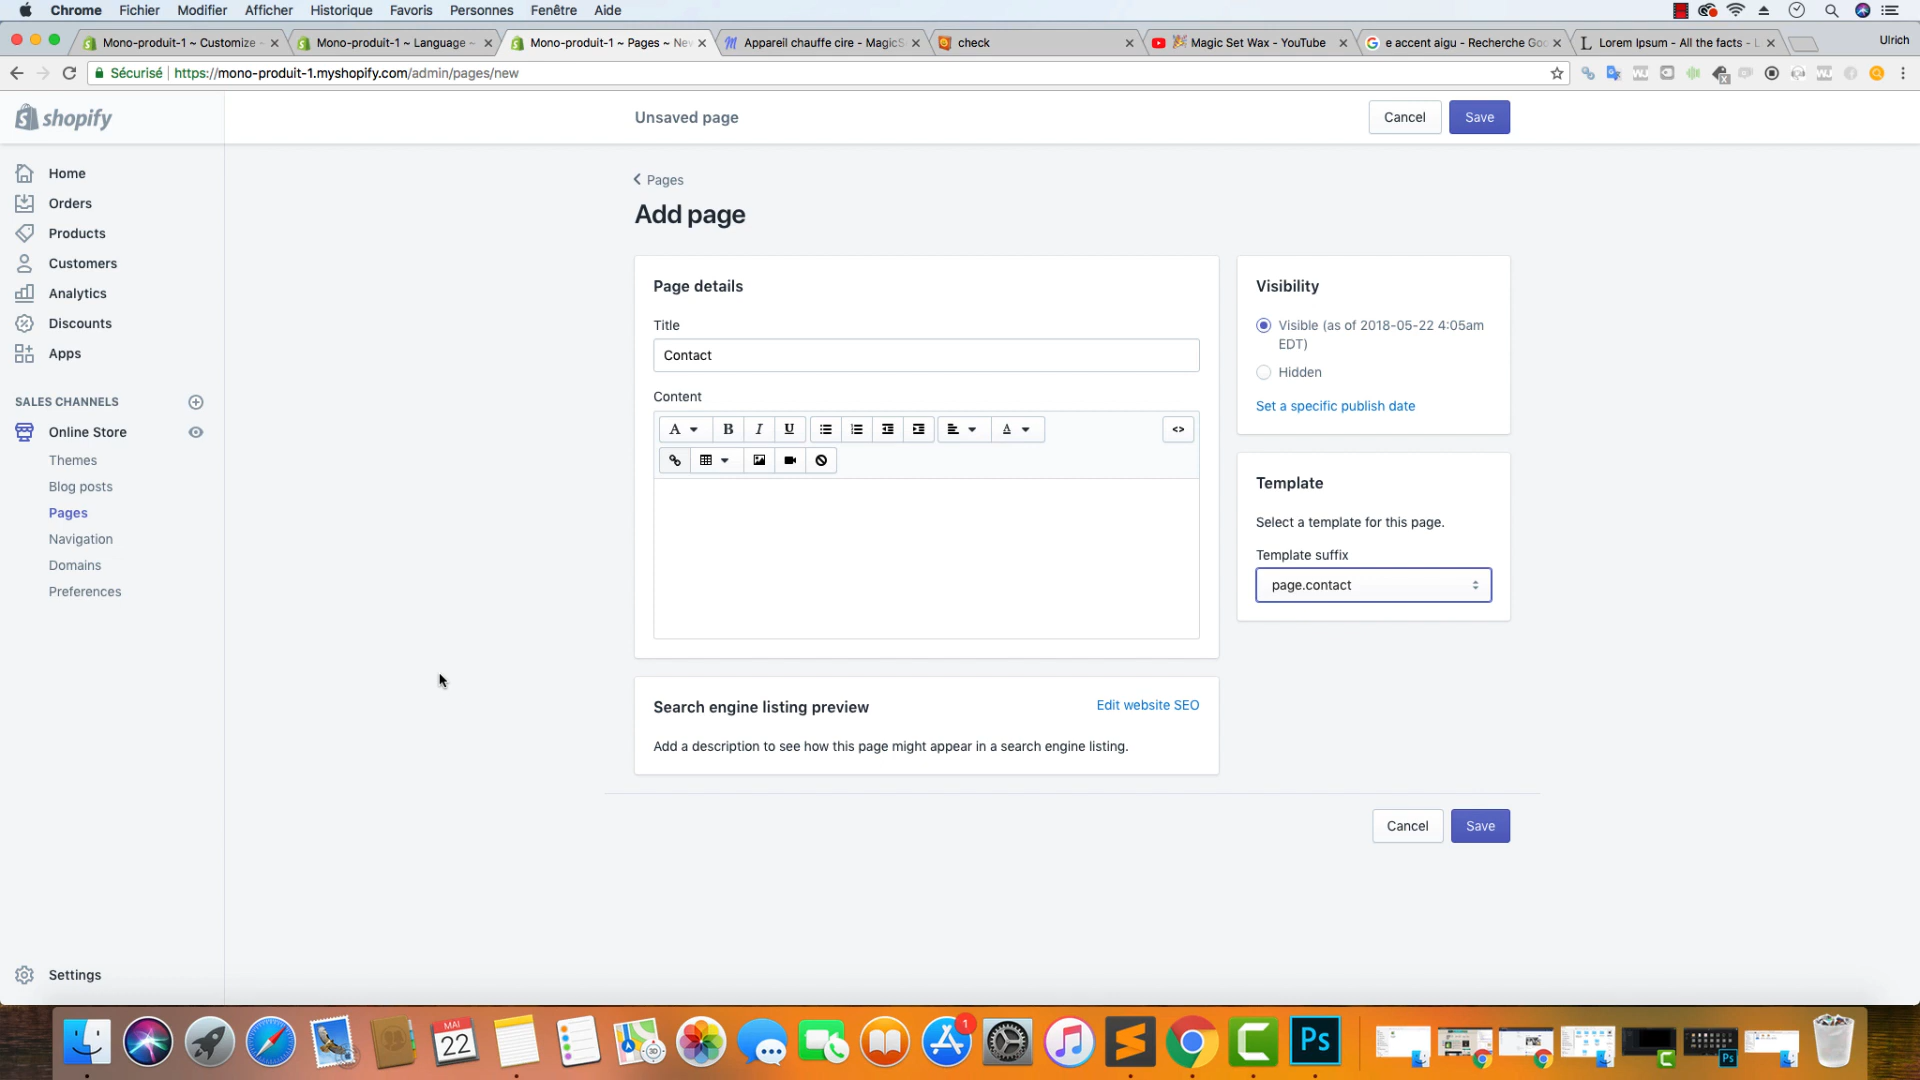 Chrome Fichier Modifier Afficher Historique Favoris Personnes Fenêtre Aide
Mono-produit-1 ~ Customize ~
Mono-produit-1 ~ Language ~
Mono-produit-1 ~ Pages ~ Nev
Appareil chauffe cire - MagicS
check
Magic Set Wax - YouTube
e accent aigu - Recherche Goo
Lorem Ipsum - All the facts - L
Ulrich
Sécurisé https://mono-produit-1.myshopify.com/admin/pages/new
shopify
Unsaved page
Cancel
Save
Home
Orders
Products
Customers
Analytics
Discounts
Apps
SALES CHANNELS
Online Store
Themes
Blog posts
Pages
Navigation
Domains
Preferences
Settings
Pages
Add page
Page details
Title
Contact
Content
A B I U A <>
Visibility
Visible (as of 2018-05-22 4:05am
EDT)
Hidden
Set a specific publish date
Template
Select a template for this page.
Template suffix
page.contact
Search engine listing preview
Edit website SEO
Add a description to see how this page might appear in a search engine listing.
Cancel
Save
MAI
22
3D
1
Ps